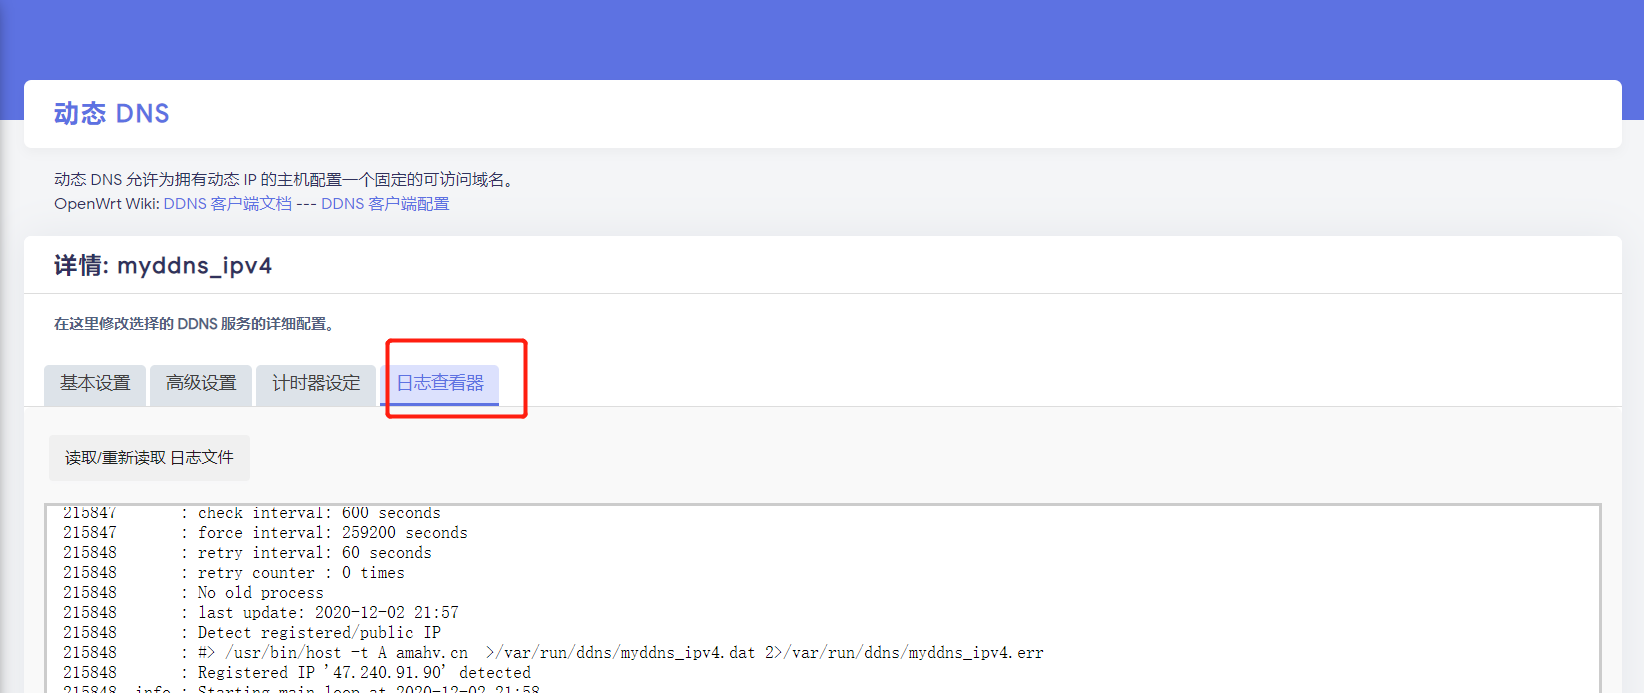 动态 DNS
动态 DNS 允许为拥有动态 IP 的主机配置一个固定的可访问域名。
OpenWrt Wiki: DDNS 客户端文档 --- DDNS 客户端配置
详情: myddns_ipv4
在这里修改选择的 DDNS 服务的详细配置。
基本设置 高级设置 计时器设定 日志查看器
读取/重新读取 日志文件
215847 : check interval: 600 seconds
215847 : force interval: 259200 seconds
215848 : retry interval: 60 seconds
215848 : retry counter : 0 times
215848 : No old process
215848 : last update: 2020-12-02 21:57
215848 : Detect registered/public IP
215848 : #> /usr/bin/host -t A amahv.cn >/var/run/ddns/myddns_ipv4.dat 2>/var/run/ddns/myddns_ipv4.err
215848 : Registered IP '47.240.91.90' detected
215848 info : Starting main loop at 2020-12-02 21:58